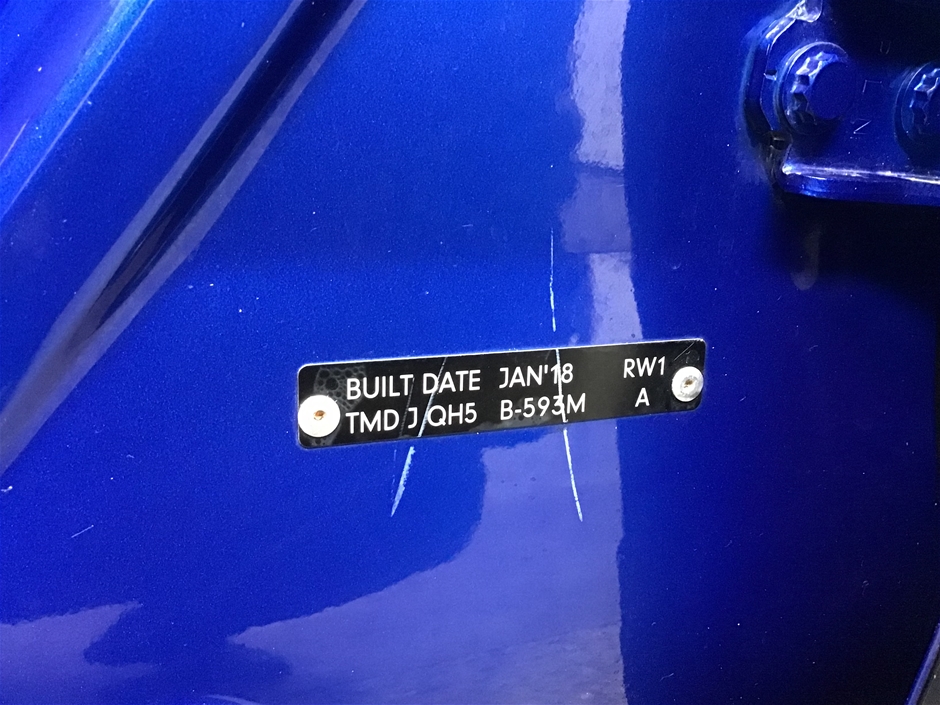 BUILT DATE JAN'18 RW1
TMD J QH5 B-593M A